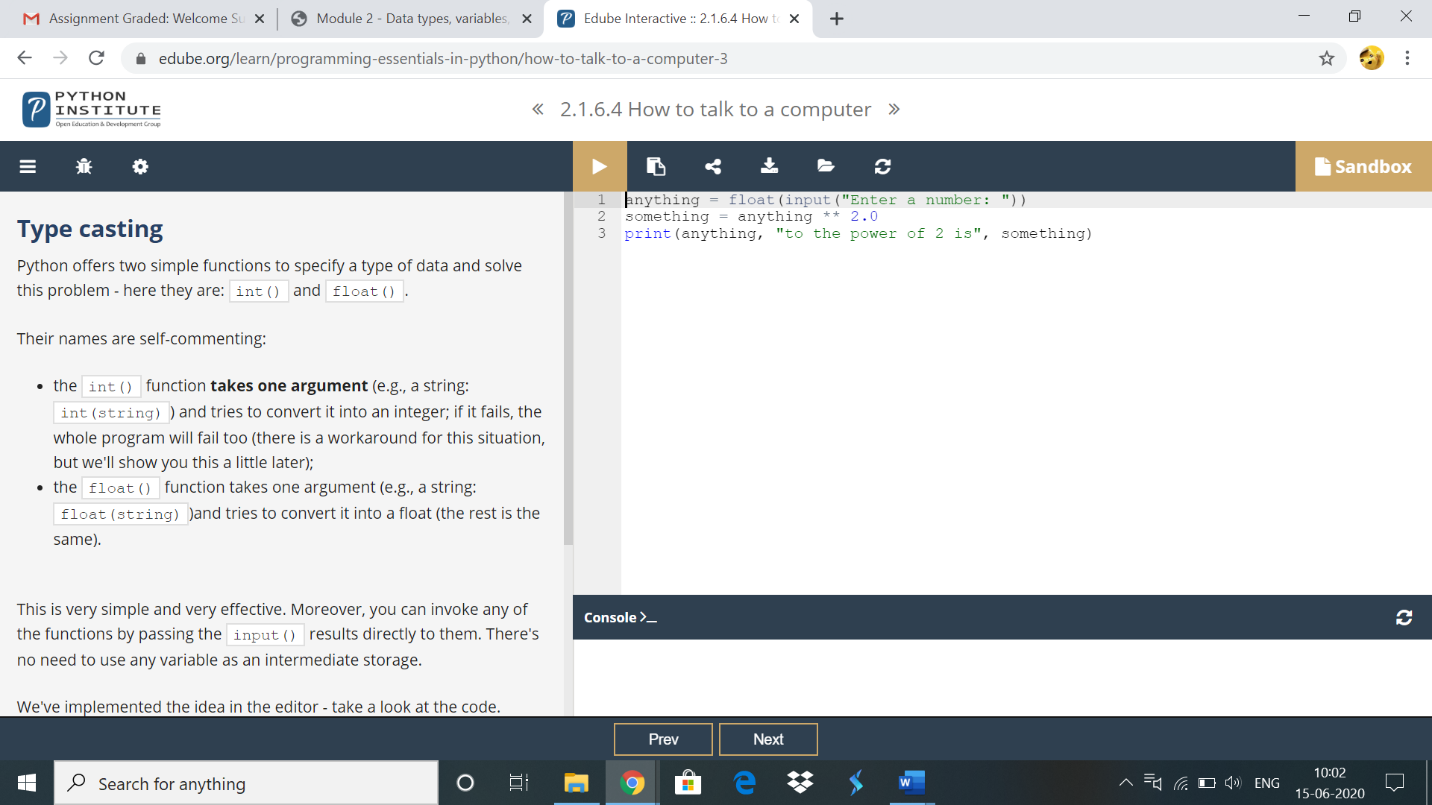 Assignment Graded: Welcome Su
Module 2 - Data types, variables,
Edube Interactive :: 2.1.6.4 How to
edube.org/learn/programming-essentials-in-python/how-to-talk-to-a-computer-3
PYTHON
INSTITUTE
Open Education & Development Group
« 2.1.6.4 How to talk to a computer »
Sandbox
Type casting
Python offers two simple functions to specify a type of data and solve
this problem - here they are: int() and float().
Their names are self-commenting:
• the int() function takes one argument (e.g., a string:
int(string)) and tries to convert it into an integer; if it fails, the
whole program will fail too (there is a workaround for this situation,
but we'll show you this a little later);
• the float() function takes one argument (e.g., a string:
float(string))and tries to convert it into a float (the rest is the
same).
This is very simple and very effective. Moreover, you can invoke any of
the functions by passing the input() results directly to them. There's
no need to use any variable as an intermediate storage.
We've implemented the idea in the editor - take a look at the code.
1 anything = float(input("Enter a number: "))
2 something = anything ** 2.0
3 print(anything, "to the power of 2 is", something)
Console >_
Prev
Next
Search for anything
ENG
10:02
15-06-2020